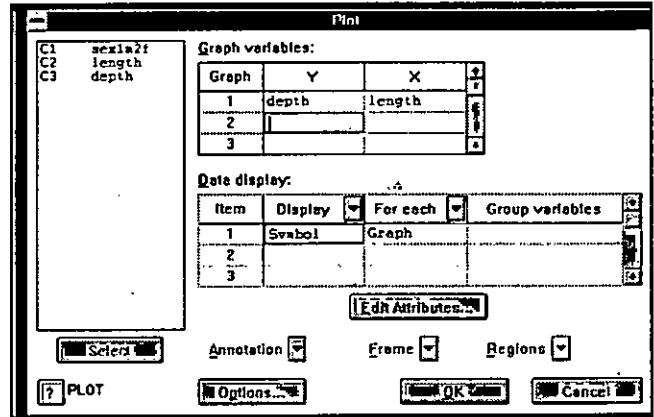 Plot
C1 sex1m2f
C2 length
C3 depth
Graph variables:
Graph Y X
1 depth length
2
3
Data display:
Item Display For each Group variables
1 Symbol Graph
2
3
Edit Attributes...
Select
Annotation Frame Regions
? PLOT
Options... OK Cancel